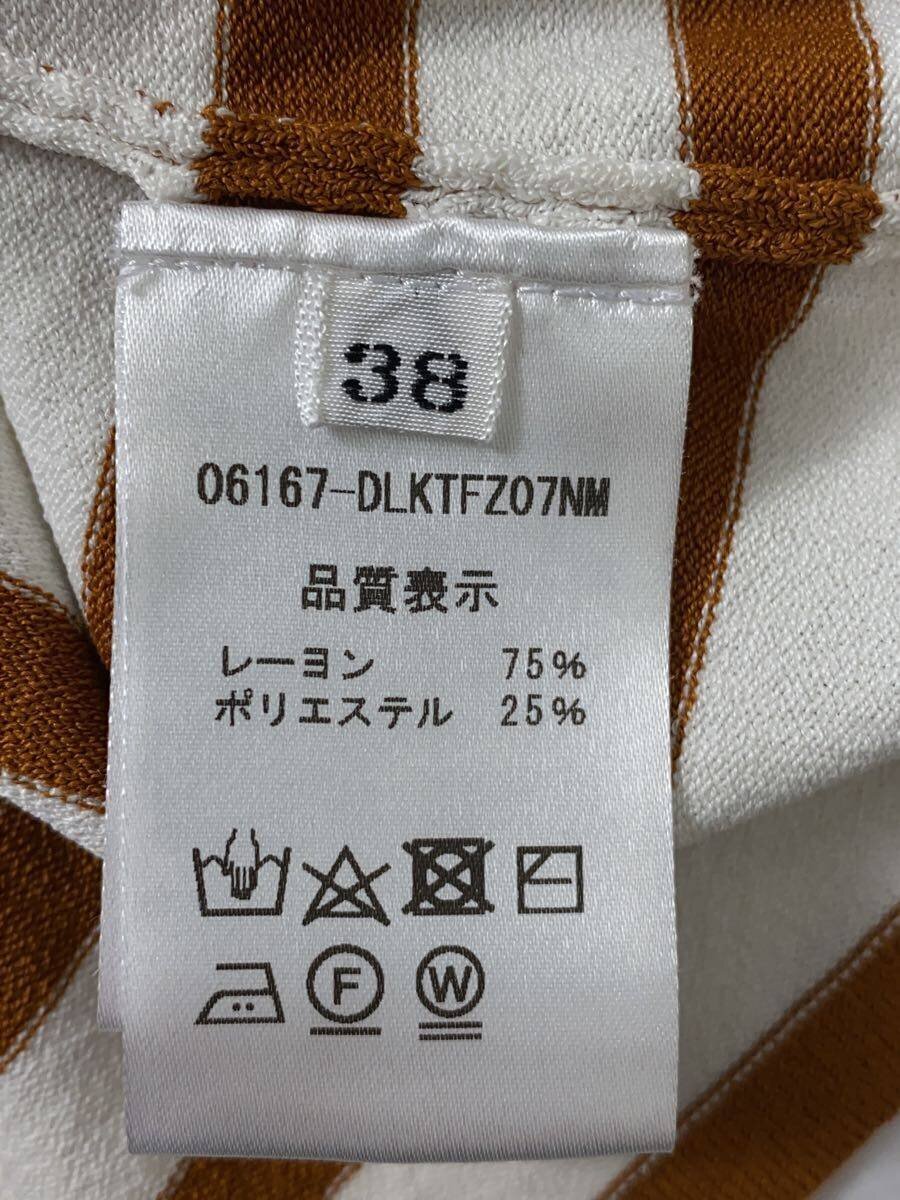 38
06167-DLKTFZ07NM
品質表示
レーヨン 75%
ポリエステル 25%
F W